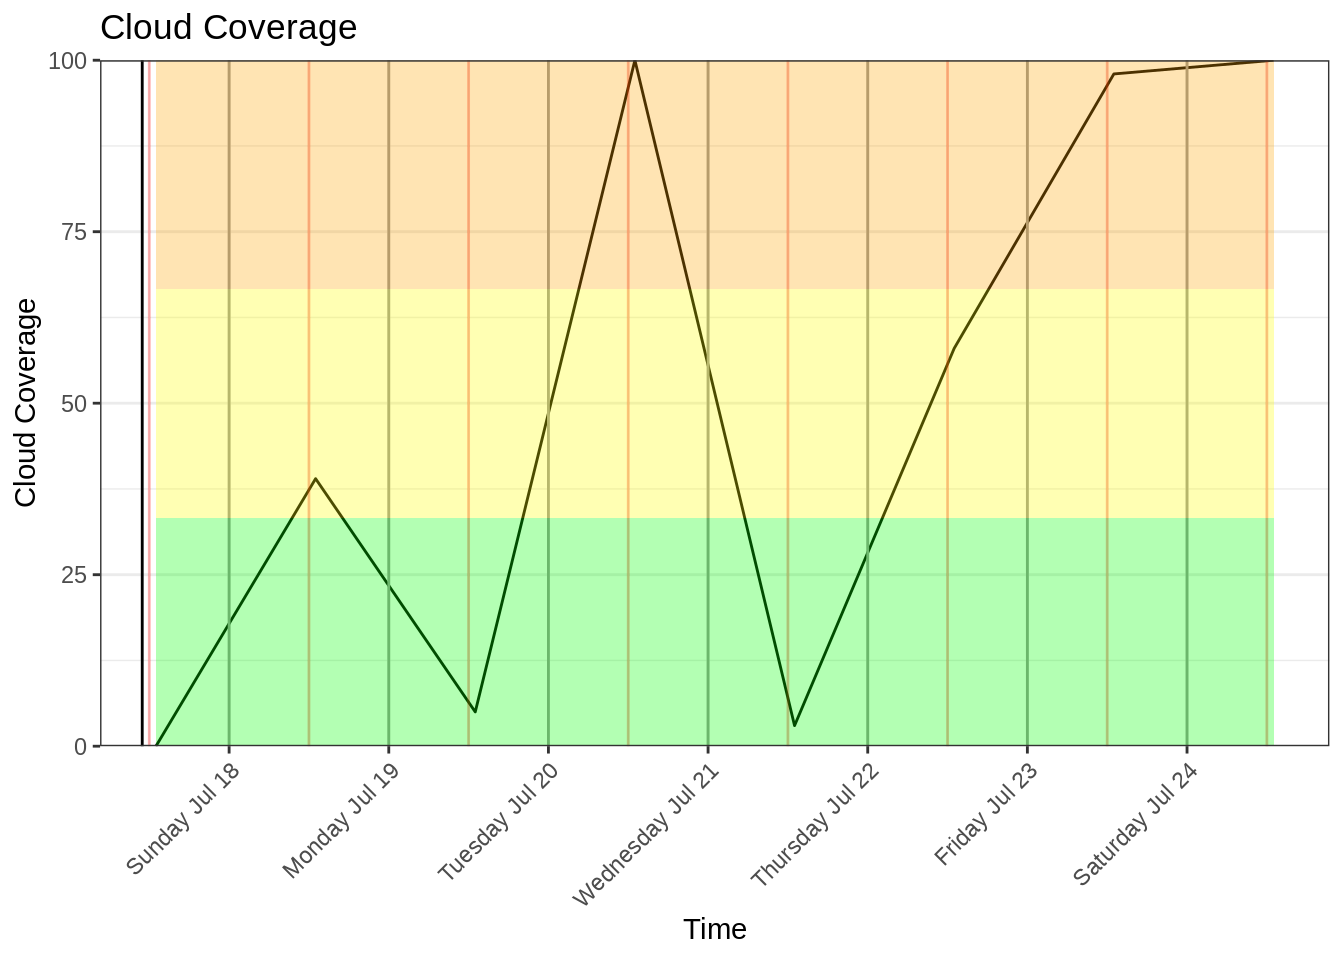 Cloud Coverage
100
75
50
25
0
Cloud Coverage
Sunday Jul 18
Monday Jul 19
Tuesday Jul 20
Wednesday Jul 21
Thursday Jul 22
Friday Jul 23
Saturday Jul 24
Time